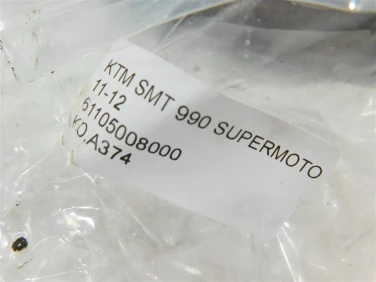 KTM SMT 990 SUPERMOTO
11-12
61105008000
KO.A374